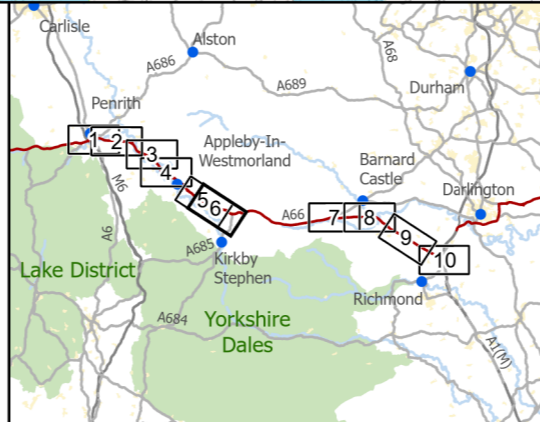 Carlisle
Alston
A686
A68
A689
Durham
Penrith
1
2
3
4
Appleby-In-
Westmorland
Barnard
Castle
Darlington
5
6
A66
7
8
9
10
M6
A6
A685
Kirkby
Stephen
Lake District
Richmond
A684
Yorkshire
Dales
A1(M)